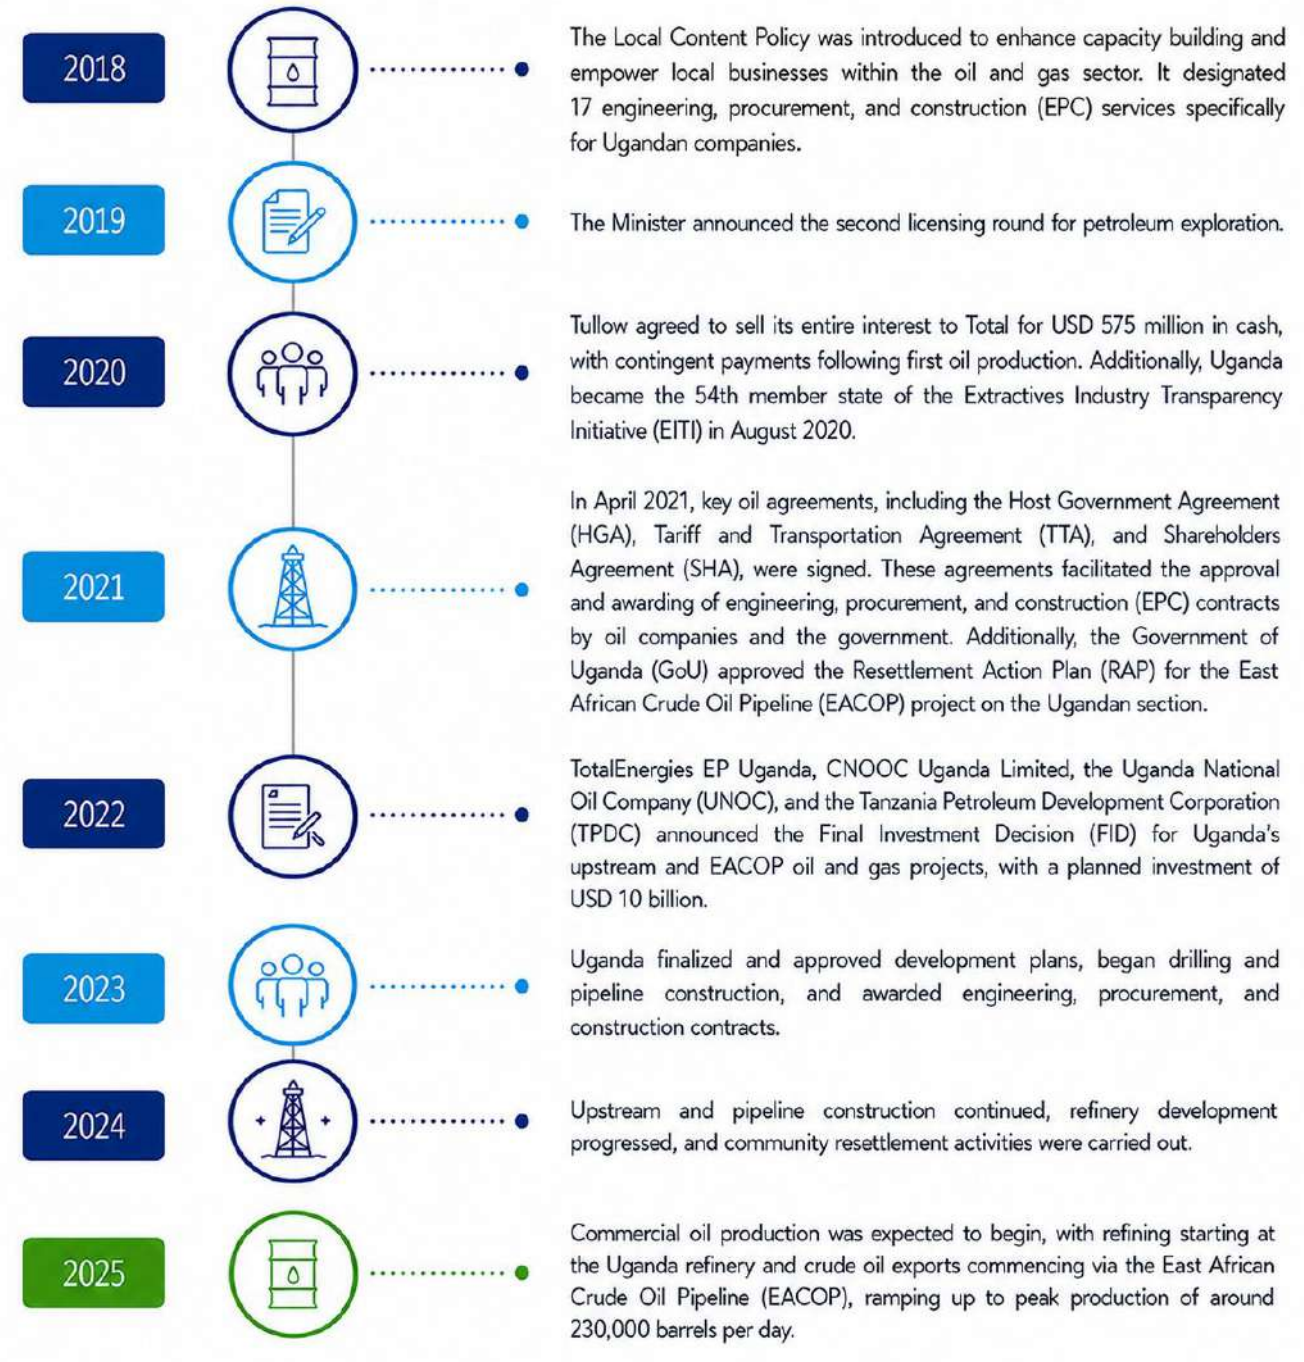 2018
The Local Content Policy was introduced to enhance capacity building and
empower local businesses within the oil and gas sector. It designated
17 engineering, procurement, and construction (EPC) services specifically
for Ugandan companies.
2019
The Minister announced the second licensing round for petroleum exploration.
2020
Tullow agreed to sell its entire interest to Total for USD 575 million in cash,
with contingent payments following first oil production. Additionally, Uganda
became the 54th member state of the Extractives Industry Transparency
Initiative (EITI) in August 2020.
2021
In April 2021, key oil agreements, including the Host Government Agreement
(HGA), Tariff and Transportation Agreement (TTA), and Shareholders
Agreement (SHA), were signed. These agreements facilitated the approval
and awarding of engineering, procurement, and construction (EPC) contracts
by oil companies and the government. Additionally, the Government of
Uganda (GoU) approved the Resettlement Action Plan (RAP) for the East
African Crude Oil Pipeline (EACOP) project on the Ugandan section.
2022
TotalEnergies EP Uganda, CNOOC Uganda Limited, the Uganda National
Oil Company (UNOC), and the Tanzania Petroleum Development Corporation
(TPDC) announced the Final Investment Decision (FID) for Uganda's
upstream and EACOP oil and gas projects, with a planned investment of
USD 10 billion.
2023
Uganda finalized and approved development plans, began drilling and
pipeline construction, and awarded engineering, procurement, and
construction contracts.
2024
Upstream and pipeline construction continued, refinery development
progressed, and community resettlement activities were carried out.
2025
Commercial oil production was expected to begin, with refining starting at
the Uganda refinery and crude oil exports commencing via the East African
Crude Oil Pipeline (EACOP), ramping up to peak production of around
230,000 barrels per day.